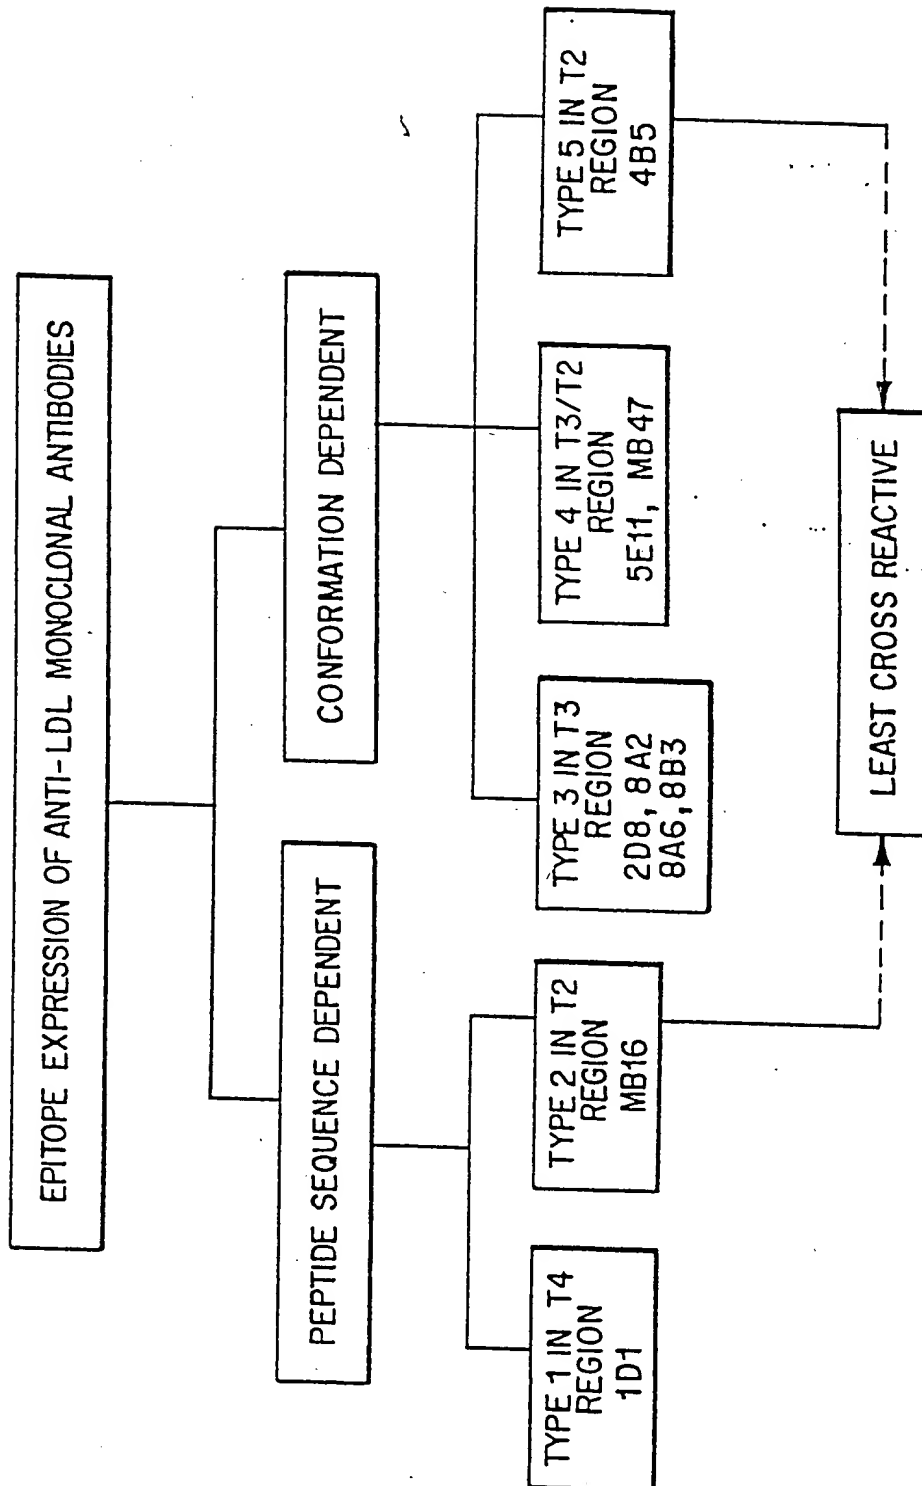 EPITOPE EXPRESSION OF ANTI-LDL MONOCLONAL ANTIBODIES
PEPTIDE SEQUENCE DEPENDENT
CONFORMATION DEPENDENT
TYPE 1 IN T4
REGION
1D1
TYPE 2 IN T2
REGION
MB16
TYPE 3 IN T3
REGION
2D8, 8A2
8A6, 8B3
TYPE 4 IN T3/T2
REGION
5E11, MB47
TYPE 5 IN T2
REGION
4B5
LEAST CROSS REACTIVE